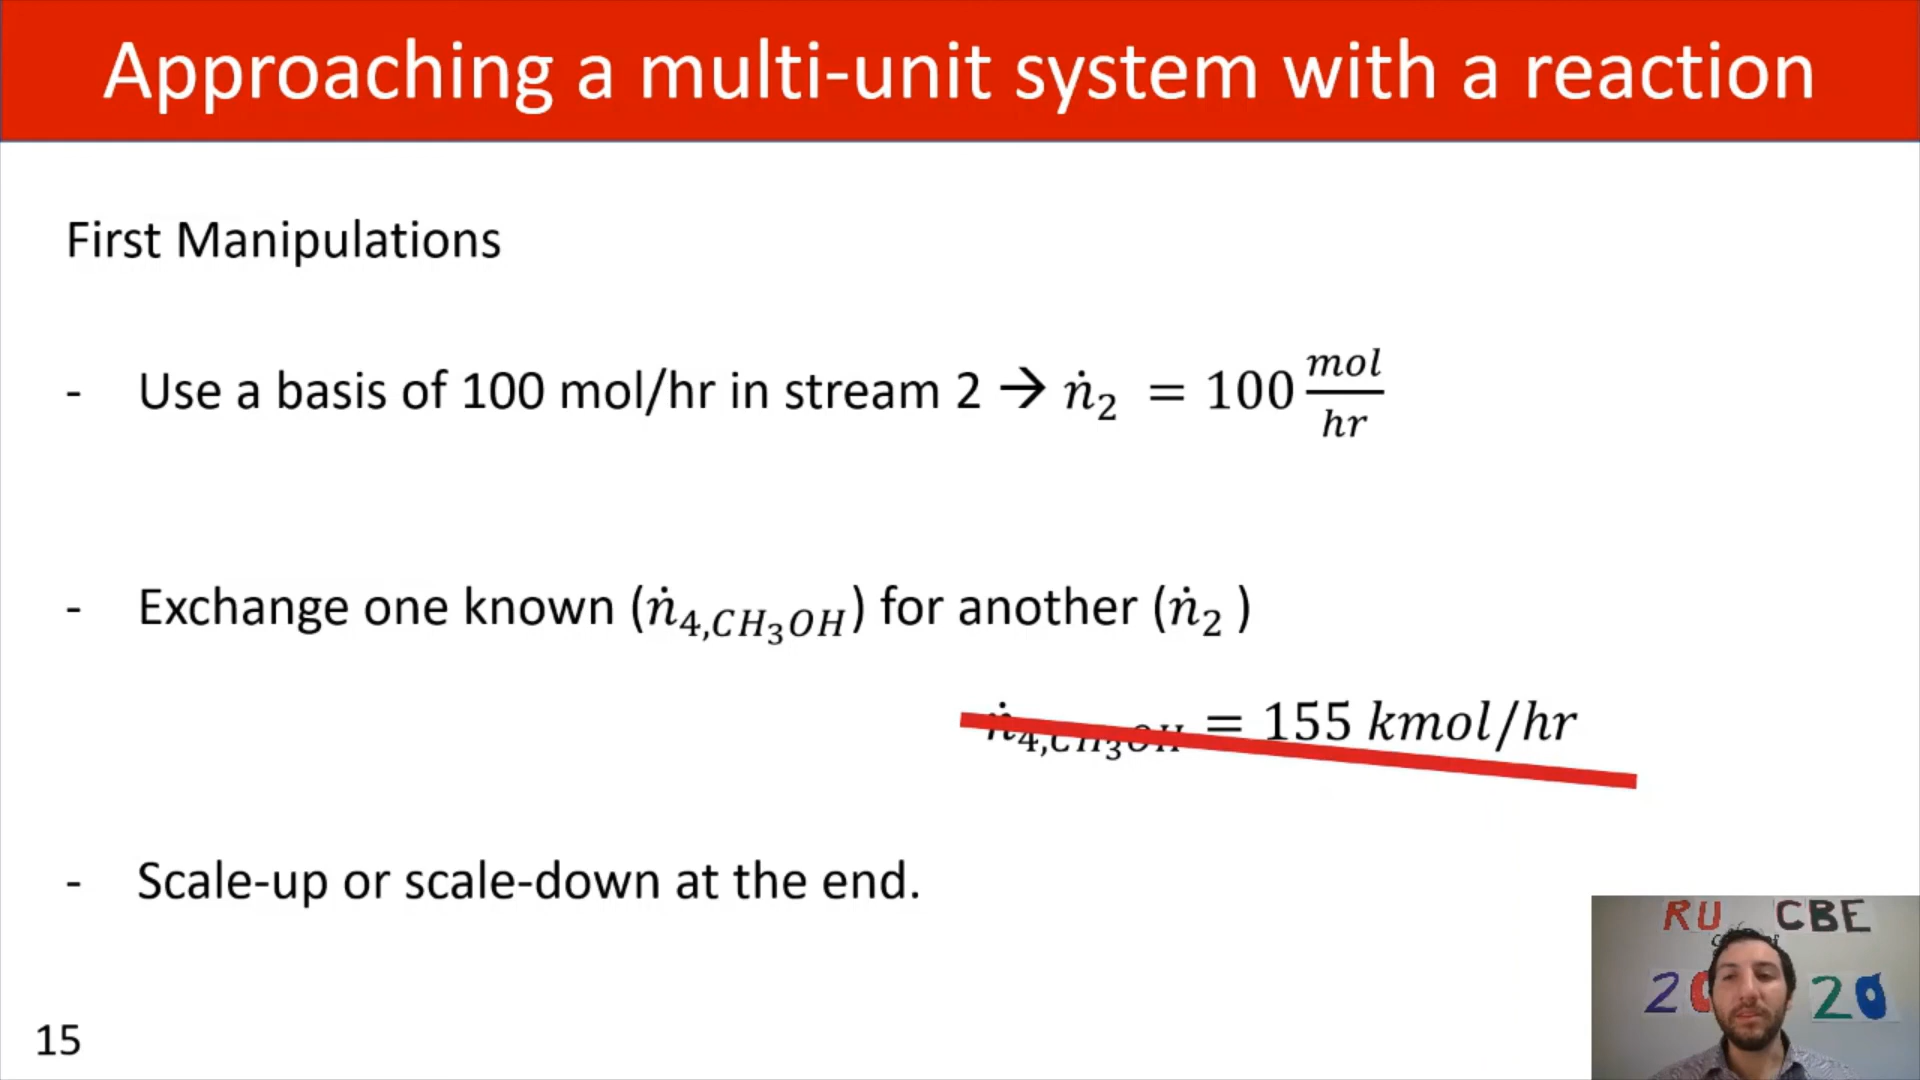 Approaching a multi-unit system with a reaction
First Manipulations
- Use a basis of 100 mol/hr in stream 2 → ṅ₂ = 100 mol/hr
- Exchange one known (ṅ₄,CH₃OH) for another (ṅ₂ )
ṅ₄,CH₃OH = 155 kmol/hr
- Scale-up or scale-down at the end.
RU CBE
20 20
15